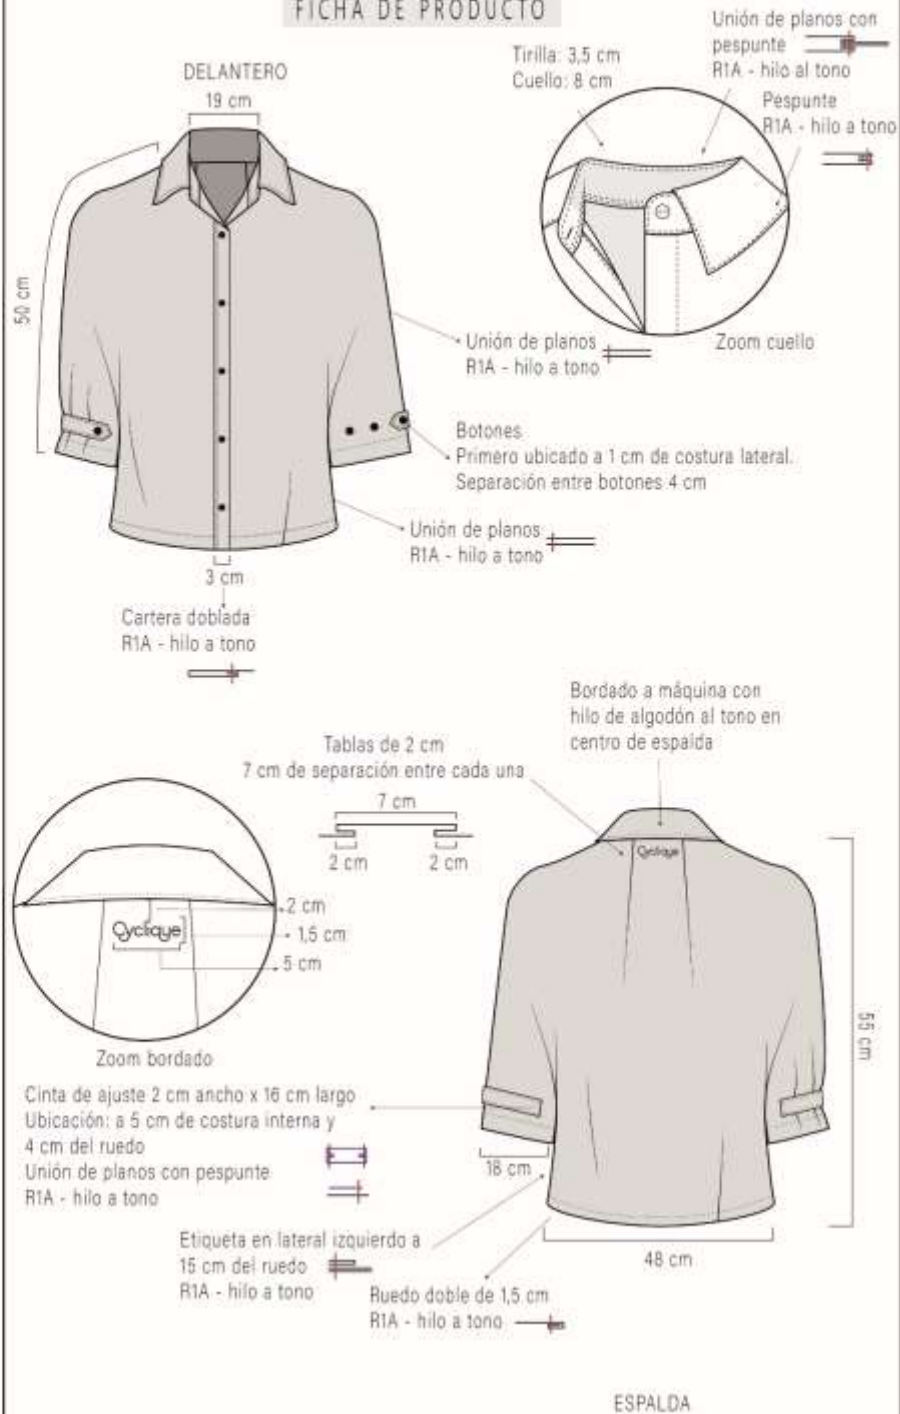 FICHA DE PRODUCTO
Unión de planos con
pespunte
R1A - hilo al tono
Tirilla: 3,5 cm
Cuello: 8 cm
DELANTERO
19 cm
Pespunte
R1A - hilo a tono
50 cm
Unión de planos
R1A - hilo a tono
Zoom cuello
Botones
Primero ubicado a 1 cm de costura lateral.
Separación entre botones 4 cm
Unión de planos
R1A - hilo a tono
3 cm
Cartera doblada
R1A - hilo a tono
Bordado a máquina con
hilo de algodón al tono en
centro de espalda
Tablas de 2 cm
7 cm de separación entre cada una
7 cm
2 cm
2 cm
Cyclique
Cyclique
2 cm
1,5 cm
5 cm
55 cm
Zoom bordado
Cinta de ajuste 2 cm ancho x 16 cm largo
Ubicación: a 5 cm de costura interna y
4 cm del ruedo
Unión de planos con pespunte
R1A - hilo a tono
18 cm
48 cm
Etiqueta en lateral izquierdo a
15 cm del ruedo
R1A - hilo a tono
Ruedo doble de 1,5 cm
R1A - hilo a tono
ESPALDA